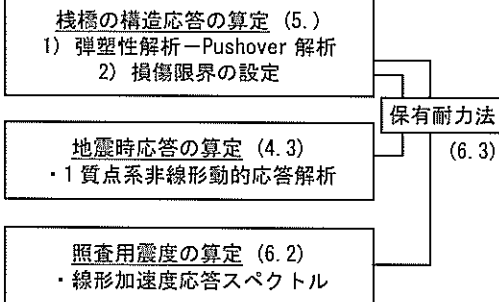 桟橋の構造応答の算定 (5.)
1) 弾塑性解析－Pushover 解析
2) 損傷限界の設定
保有耐力法
(6.3)
地震時応答の算定 (4.3)
・1質点系非線形動的応答解析
照査用震度の算定 (6.2)
・線形加速度応答スペクトル